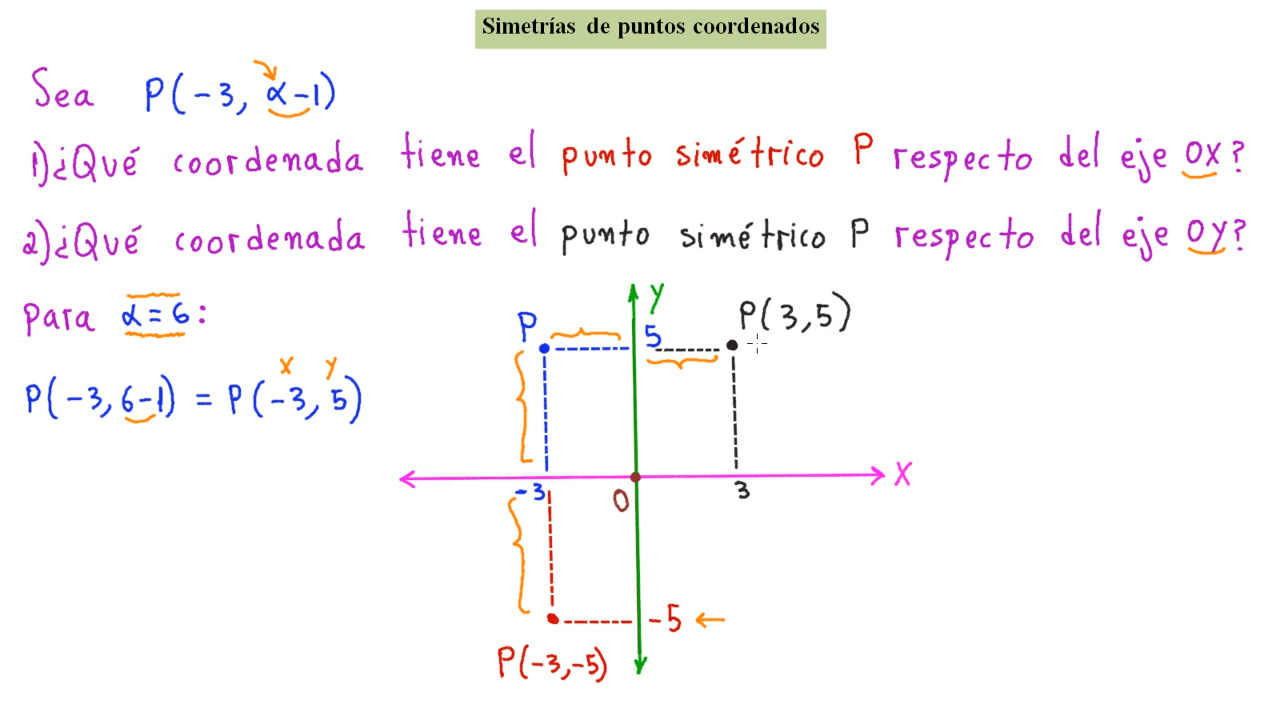 Simetrías de puntos coordenados
Sea P(-3, α-1)
1)¿Qué coordenada tiene el punto simétrico P respecto del eje OX?
2)¿Qué coordenada tiene el punto simétrico P respecto del eje OY?
Para α=6:
x y
P(-3, 6-1) = P(-3, 5)
Y
P 5 P(3,5)
X
-3 O 3
-5
P(-3,-5)